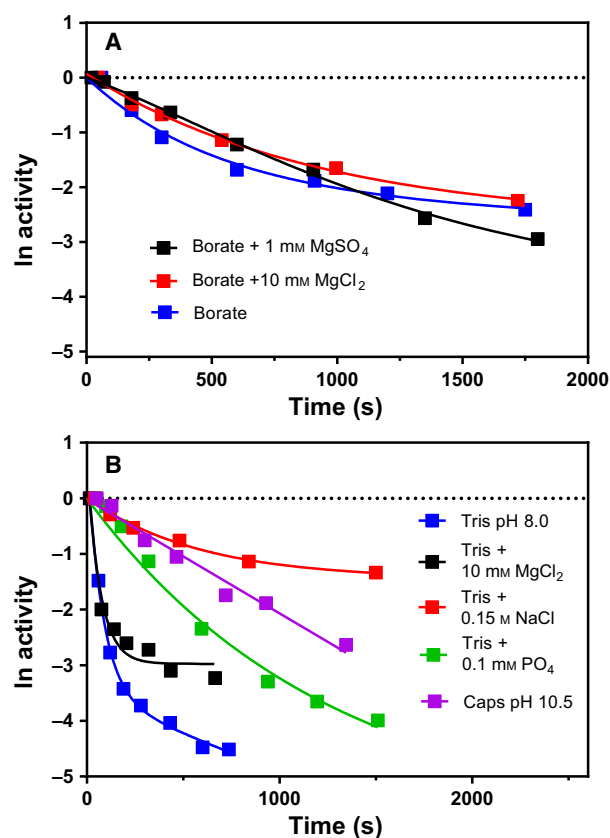 A
1
0
−1
−2
−3
−4
−5
ln activity
Borate + 1 mM MgSO₄
Borate +10 mM MgCl₂
Borate
0
500
1000
1500
2000
Time (s)
B
1
0
−1
−2
−3
−4
−5
ln activity
Tris pH 8.0
Tris +
10 mM MgCl₂
Tris +
0.15 M NaCl
Tris +
0.1 mM PO₄
Caps pH 10.5
0
1000
2000
Time (s)